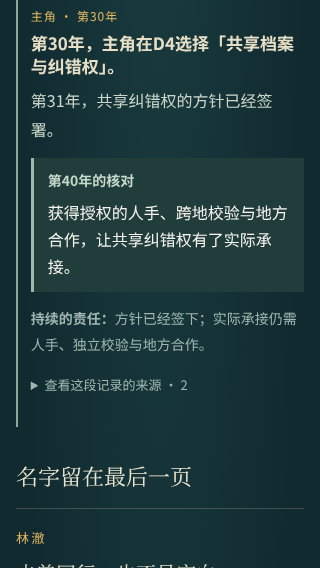 主角 · 第30年
第30年，主角在D4选择「共享档案
与纠错权」。
第31年，共享纠错权的方针已经签
署。
第40年的核对
获得授权的人手、跨地校验与地方
合作，让共享纠错权有了实际承
接。
持续的责任：方针已经签下；实际承接仍需
人手、独立校验与地方合作。
▶ 查看这段记录的来源 · 2
名字留在最后一页
林澈